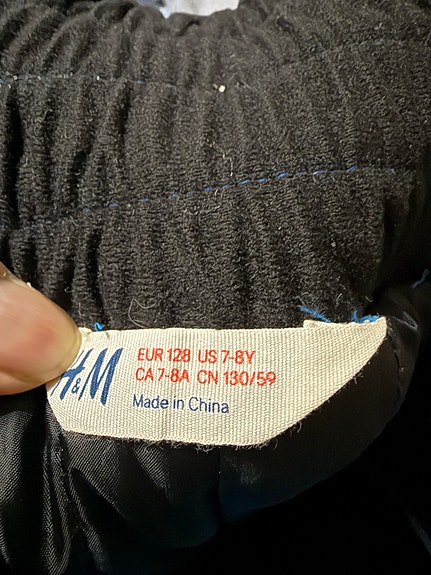 H&M
EUR 128 US 7-8Y
CA 7-8A CN 130/59
Made in China